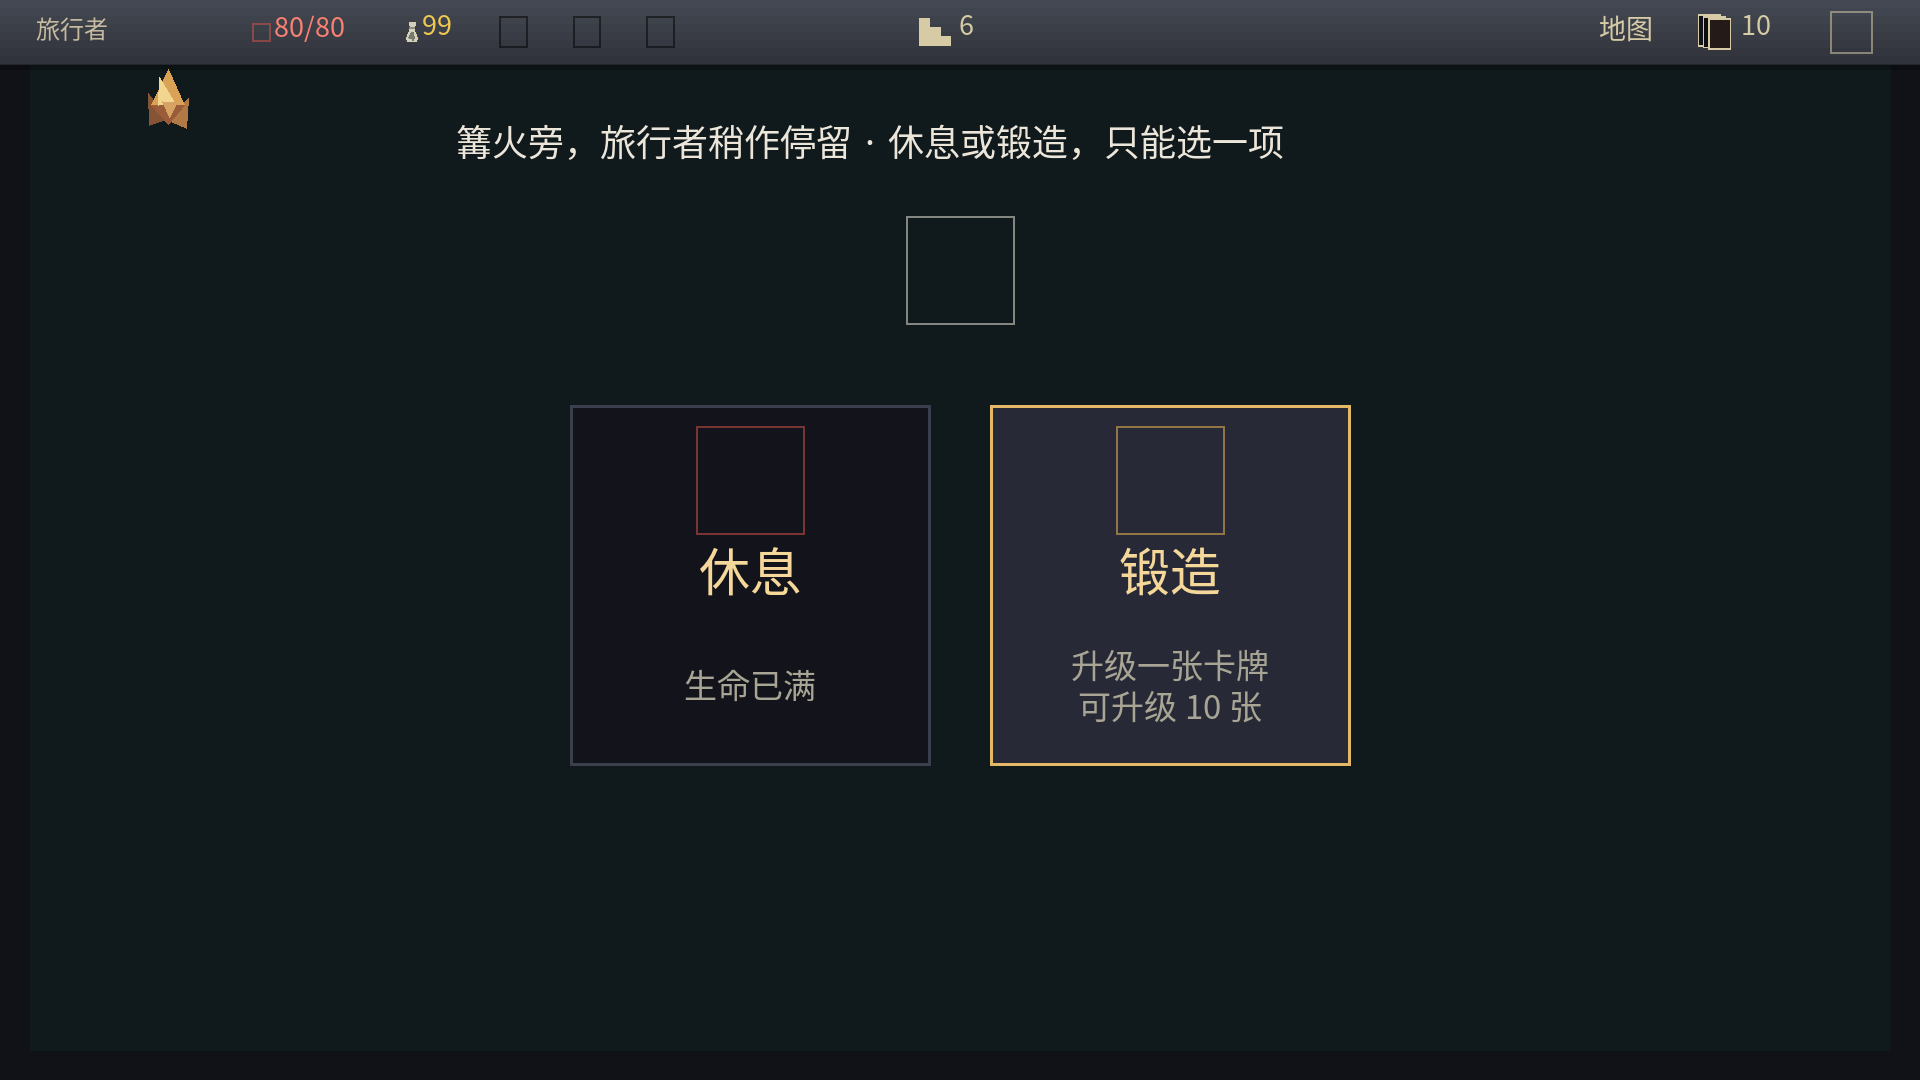 旅行者
80/80
99
6
地图
10
篝火旁，旅行者稍作停留 · 休息或锻造，只能选一项
休息
生命已满
锻造
升级一张卡牌
可升级 10 张